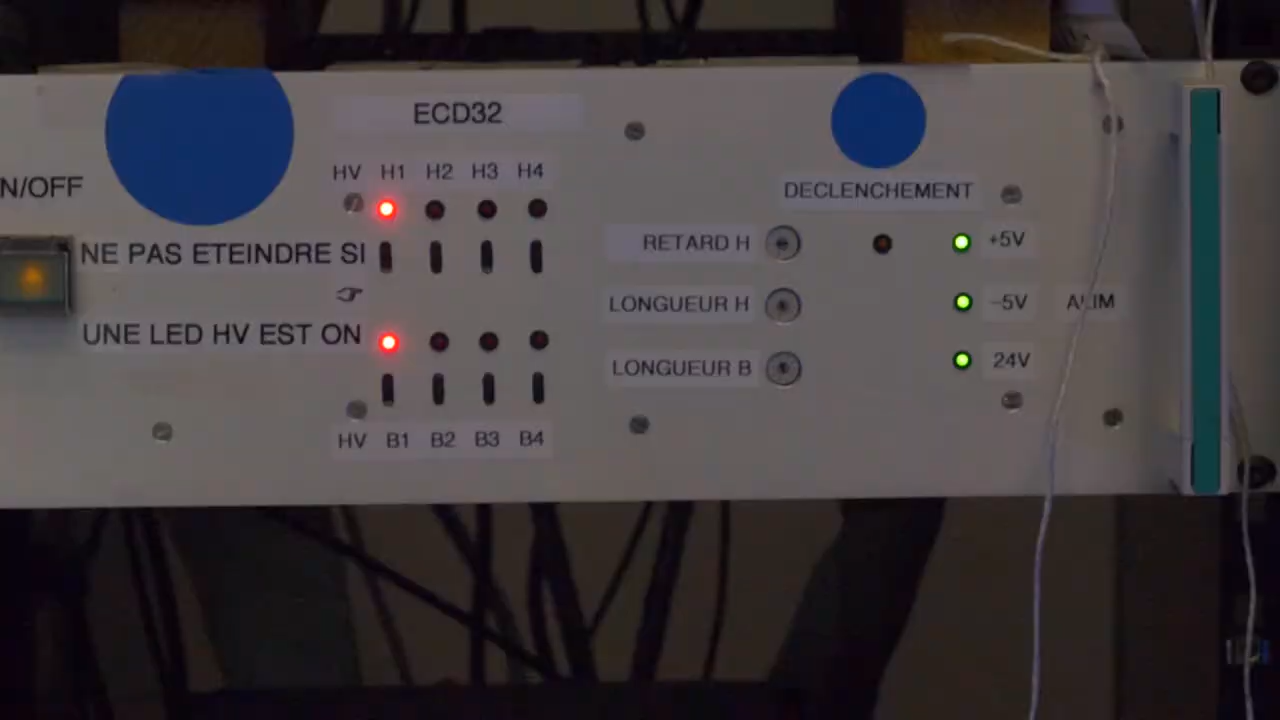 ECD32
HV H1 H2 H3 H4
N/OFF
DECLENCHEMENT
NE PAS ETEINDRE SI
RETARD H
+5V
LONGUEUR H
-5V
UNE LED HV EST ON
LONGUEUR B
24V
HV B1 B2 B3 B4